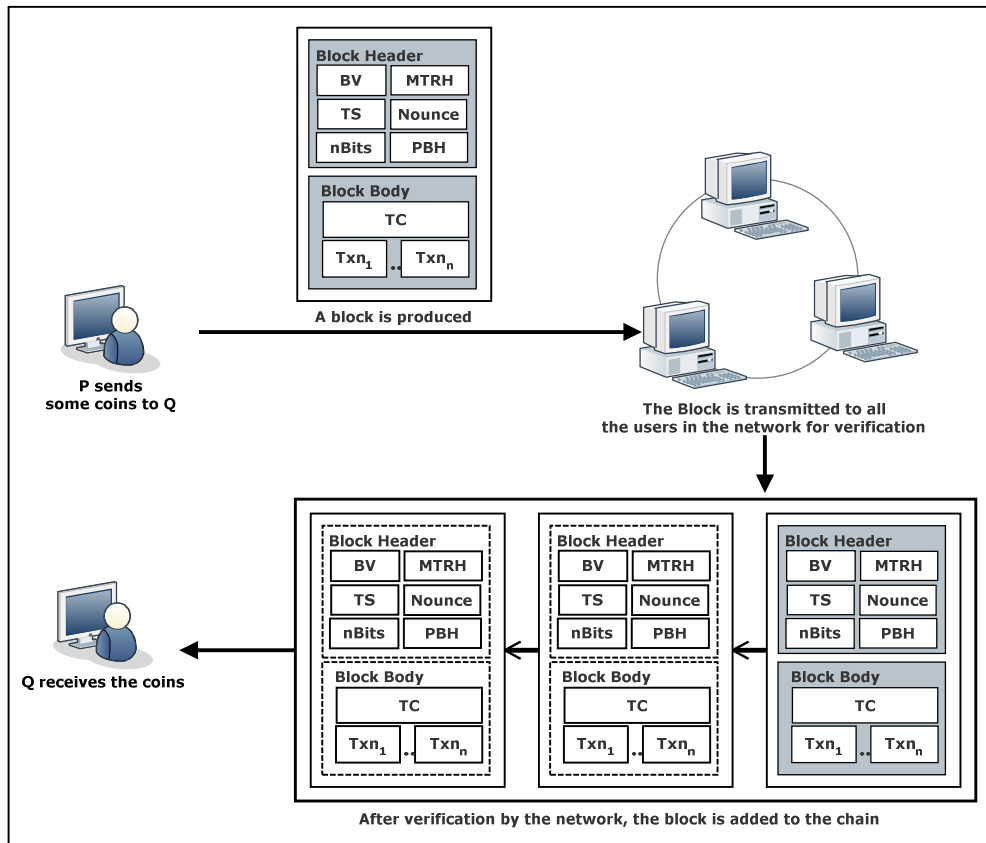 Block Header
BV MTRH
TS Nounce
nBits PBH
Block Body
TC
Txn1 .. Txnn
A block is produced
P sends
some coins to Q
The Block is transmitted to all
the users in the network for verification
Block Header Block Header Block Header
BV MTRH BV MTRH BV MTRH
TS Nounce TS Nounce TS Nounce
nBits PBH nBits PBH nBits PBH
Block Body Block Body Block Body
TC TC TC
Txn1 .. Txnn Txn1 .. Txnn Txn1 .. Txnn
Q receives the coins
After verification by the network, the block is added to the chain